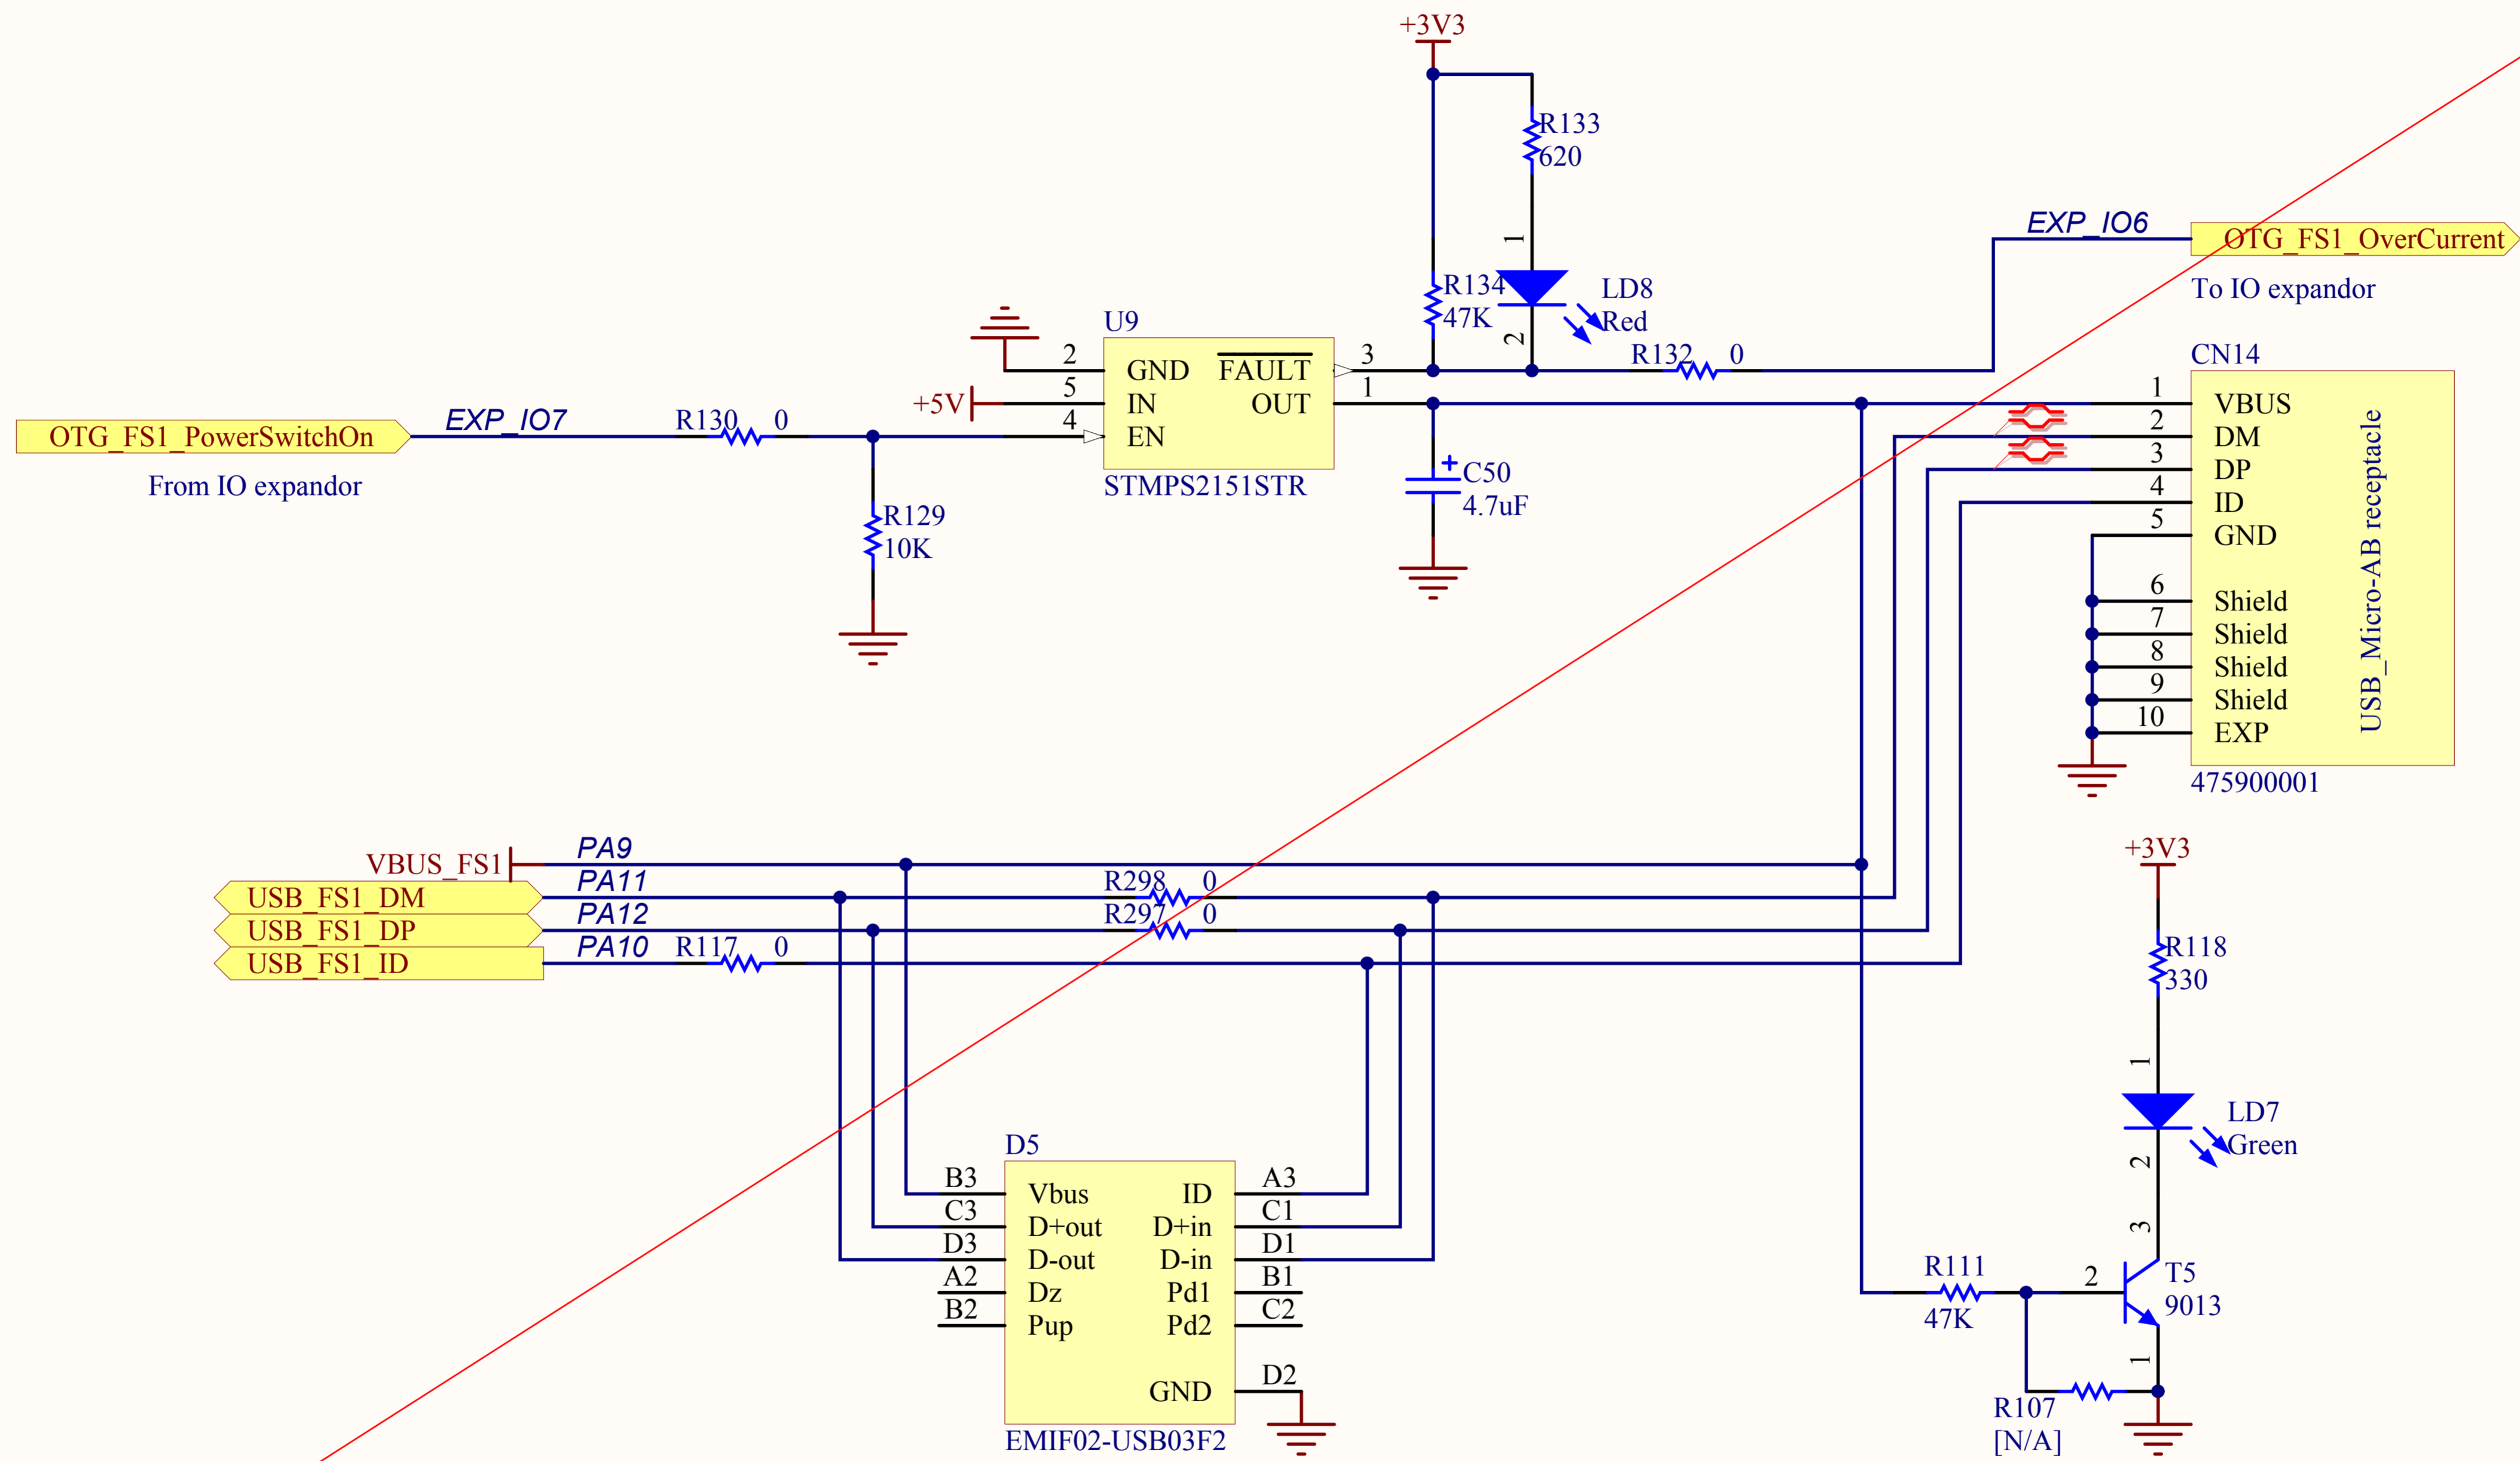 +3V3
R133
620
1
EXP_IO6
OTG_FS1_OverCurrent
To IO expandor
R134
47K
LD8
Red
2
R132 0
U9
2 GND
5 IN
4 EN
FAULT 3
OUT 1
STMPS2151STR
+5V
OTG_FS1_PowerSwitchOn
EXP_IO7
R130 0
From IO expandor
R129
10K
+ C50
4.7uF
CN14
1 VBUS
2 DM
3 DP
4 ID
5 GND
6 Shield
7 Shield
8 Shield
9 Shield
10 EXP
USB_Micro-AB receptacle
475900001
VBUS_FS1 PA9
USB_FS1_DM PA11
R298 0
USB_FS1_DP PA12
R297 0
USB_FS1_ID PA10
R117 0
+3V3
R118
330
1
LD7
Green
2
3
D5
B3 Vbus
C3 D+out
D3 D-out
A2 Dz
B2 Pup
ID A3
D+in C1
D-in D1
Pd1 B1
Pd2 C2
GND D2
EMIF02-USB03F2
R111
47K
2
T5
9013
1
R107
[N/A]